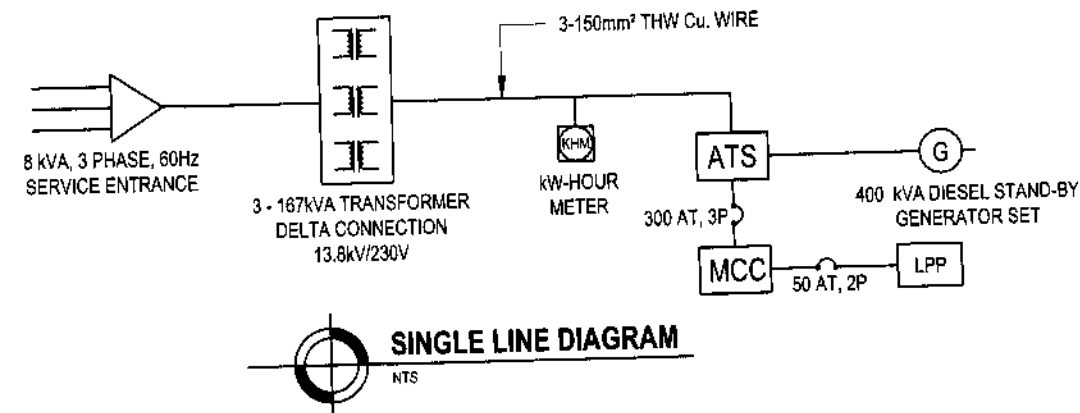 3-150mm² THW Cu. WIRE
8 kVA, 3 PHASE, 60Hz
SERVICE ENTRANCE
3 - 167kVA TRANSFORMER
DELTA CONNECTION
13.8kV/230V
KHM
kW-HOUR
METER
ATS
G
400 kVA DIESEL STAND-BY
GENERATOR SET
300 AT, 3P
MCC
50 AT, 2P
LPP
SINGLE LINE DIAGRAM
NTS